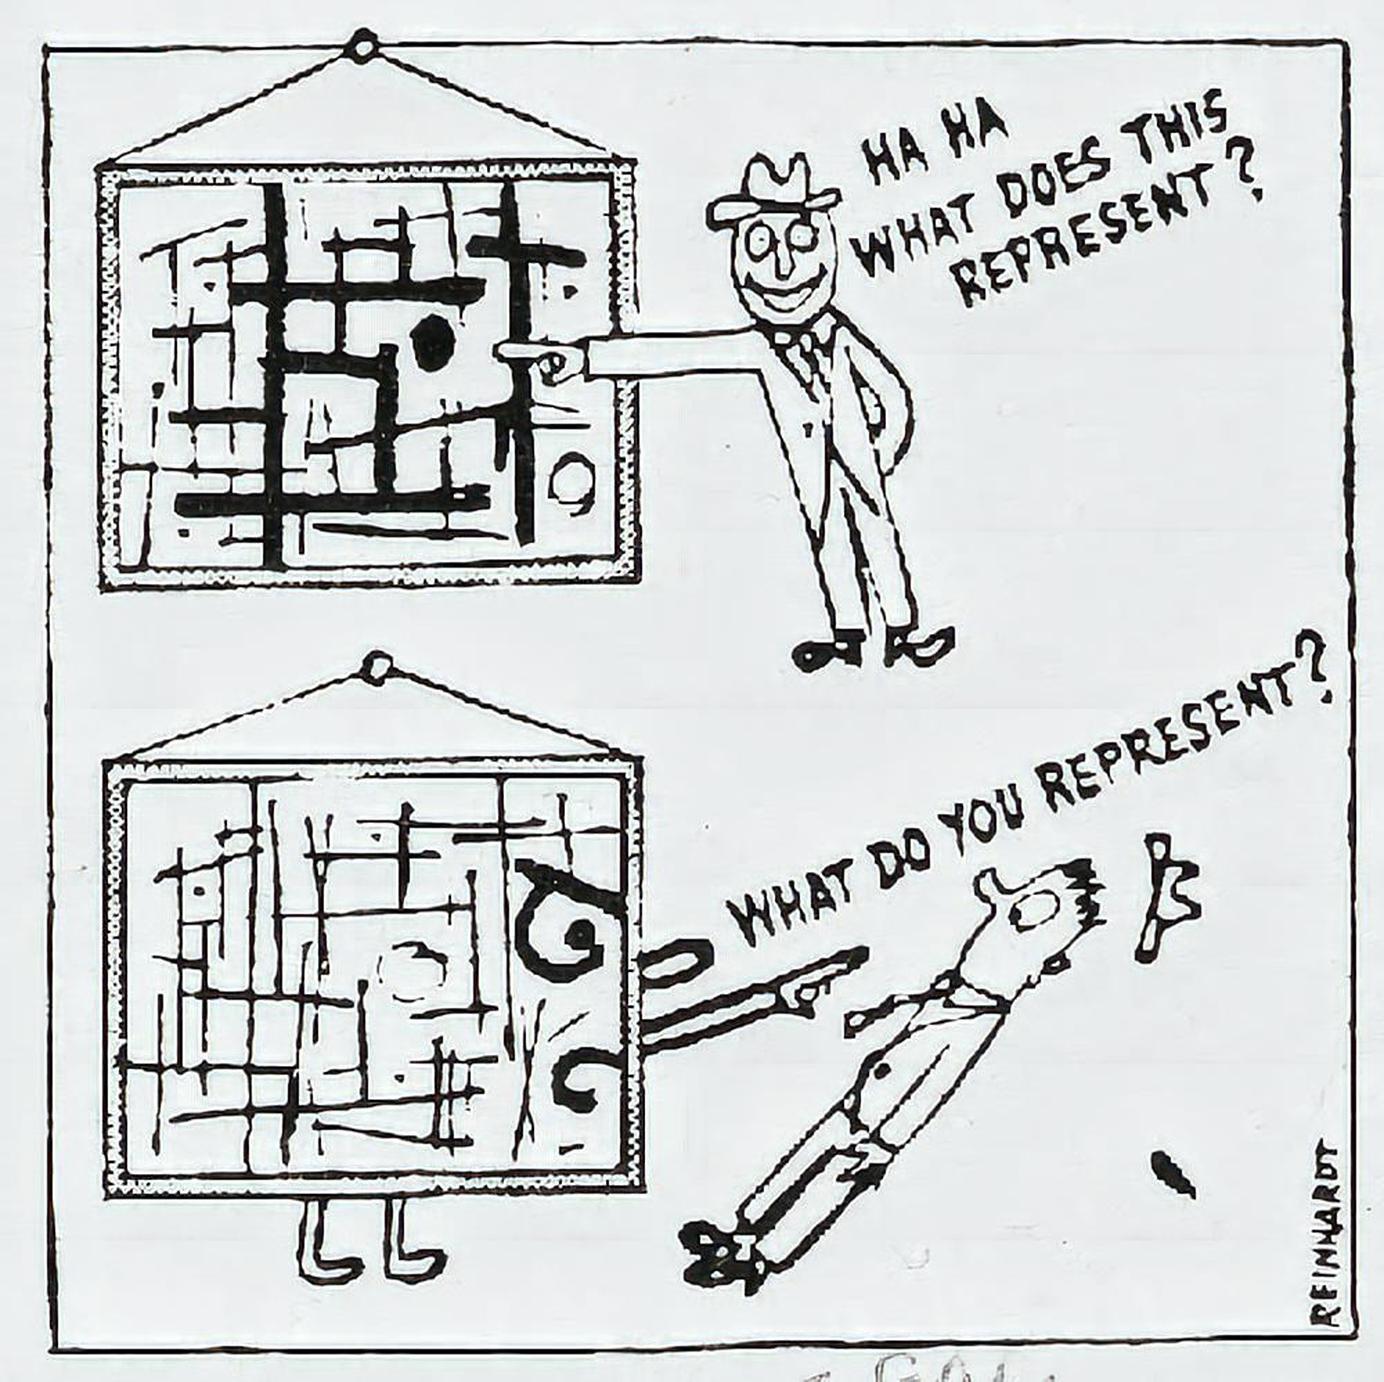 HA HA
WHAT DOES THIS
REPRESENT?
WHAT DO YOU REPRESENT?
REINHARDT